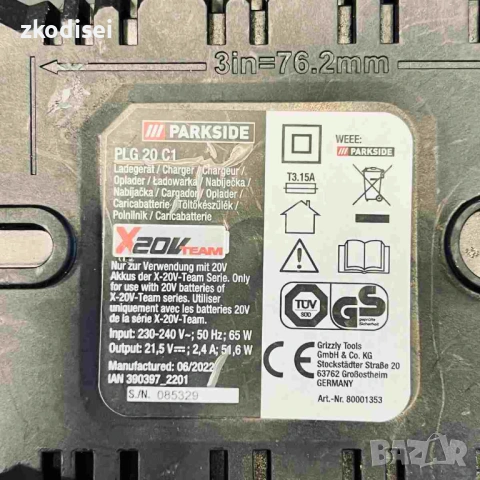 zkodisei
3in=76.2mm
/// PARKSIDE
PLG 20 C1
Ladegerät / Charger / Chargeur /
Oplader / Ładowarka / Nabíječka /
Nabíjačka / Cargador / Oplader /
Caricabatterie / Töltőkészülék /
Polnilnik / Caricabatterie
X20VTEAM
Nur zur Verwendung mit 20V
Akkus der X-20V-Team Serie. Only
for use with 20V batteries of
X-20V-Team series. Utiliser
uniquement avec les batteries 20V
de la série X-20V-Team.
Input: 230-240 V~; 50 Hz; 65 W
Output: 21,5 V⎓; 2,4 A; 51,6 W
Manufactured: 06/2022
IAN 390397_2201
S./N. 085329
WEEE:
/// PARKSIDE
T3.15A
TÜV
SÜD
GS
geprüfte
Sicherheit
Grizzly Tools
GmbH & Co. KG
Stockstädter Straße 20
63762 Großostheim
GERMANY
Art.-Nr. 80001353
BAZAR